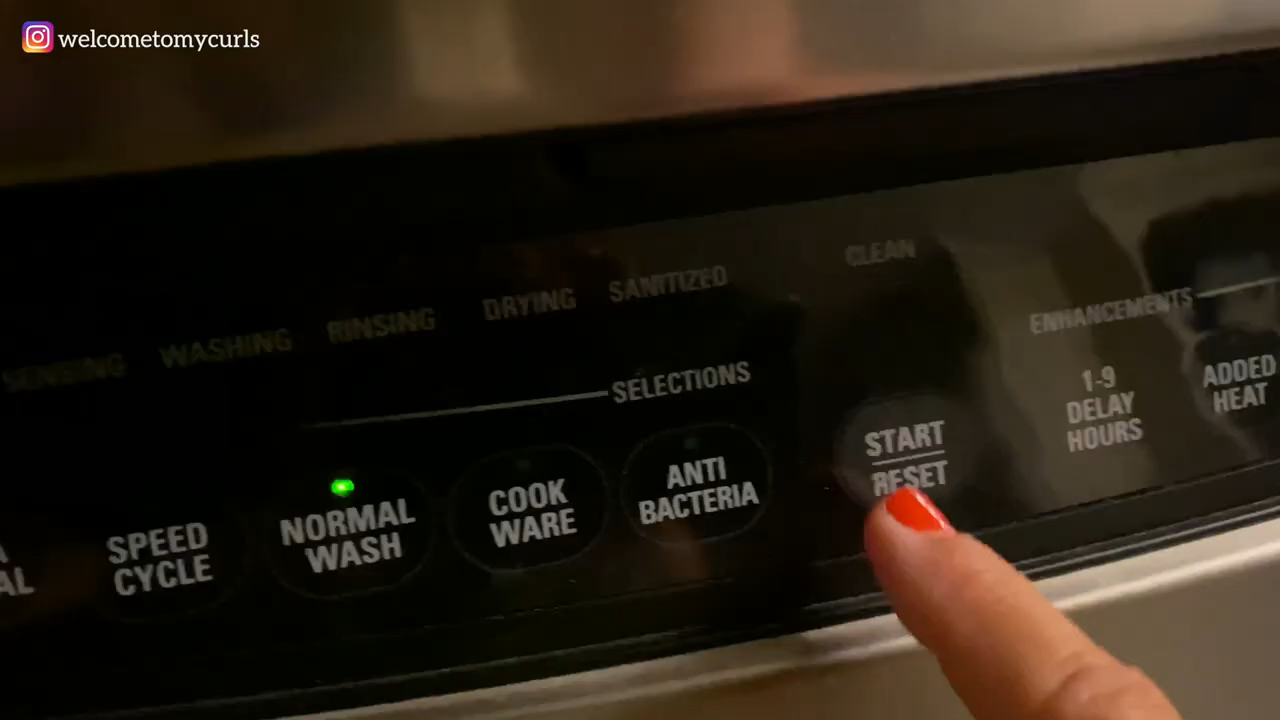 welcometomycurls
CLEAN
SENSING WASHING RINSING DRYING SANITIZED
ENHANCEMENTS
SELECTIONS
SPEED
CYCLE
NORMAL
WASH
COOK
WARE
ANTI
BACTERIA
START
RESET
1-9
DELAY
HOURS
ADDED
HEAT